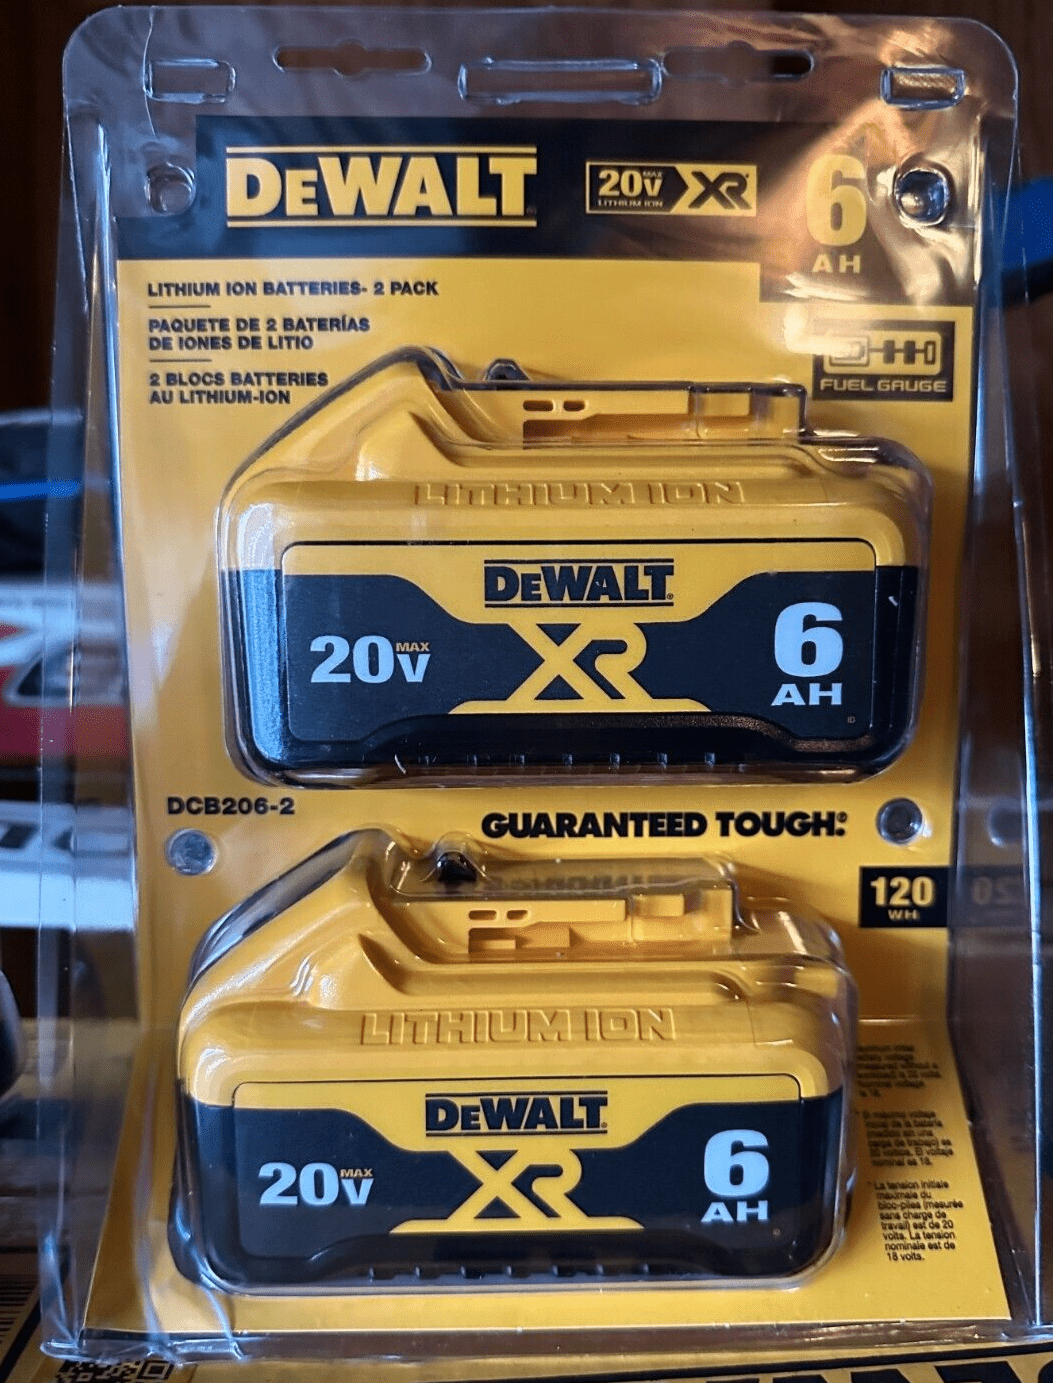 DEWALT
20V MAX XR
LITHIUM ION
6
AH
LITHIUM ION BATTERIES- 2 PACK
PAQUETE DE 2 BATERÍAS
DE IONES DE LITIO
2 BLOCS BATTERIES
AU LITHIUM-ION
FUEL GAUGE
LITHIUM ION
DEWALT
XR
20V MAX
6
AH
DCB206-2
GUARANTEED TOUGH.®
120
WH
LITHIUM ION
DEWALT
XR
20V MAX
6
AH
nominal es 18.
* La tension initiale
maximale du
bloc-piles (mesurée
sans charge de
travail) est de 20
volts. La tension
nominale est de
18 volts.